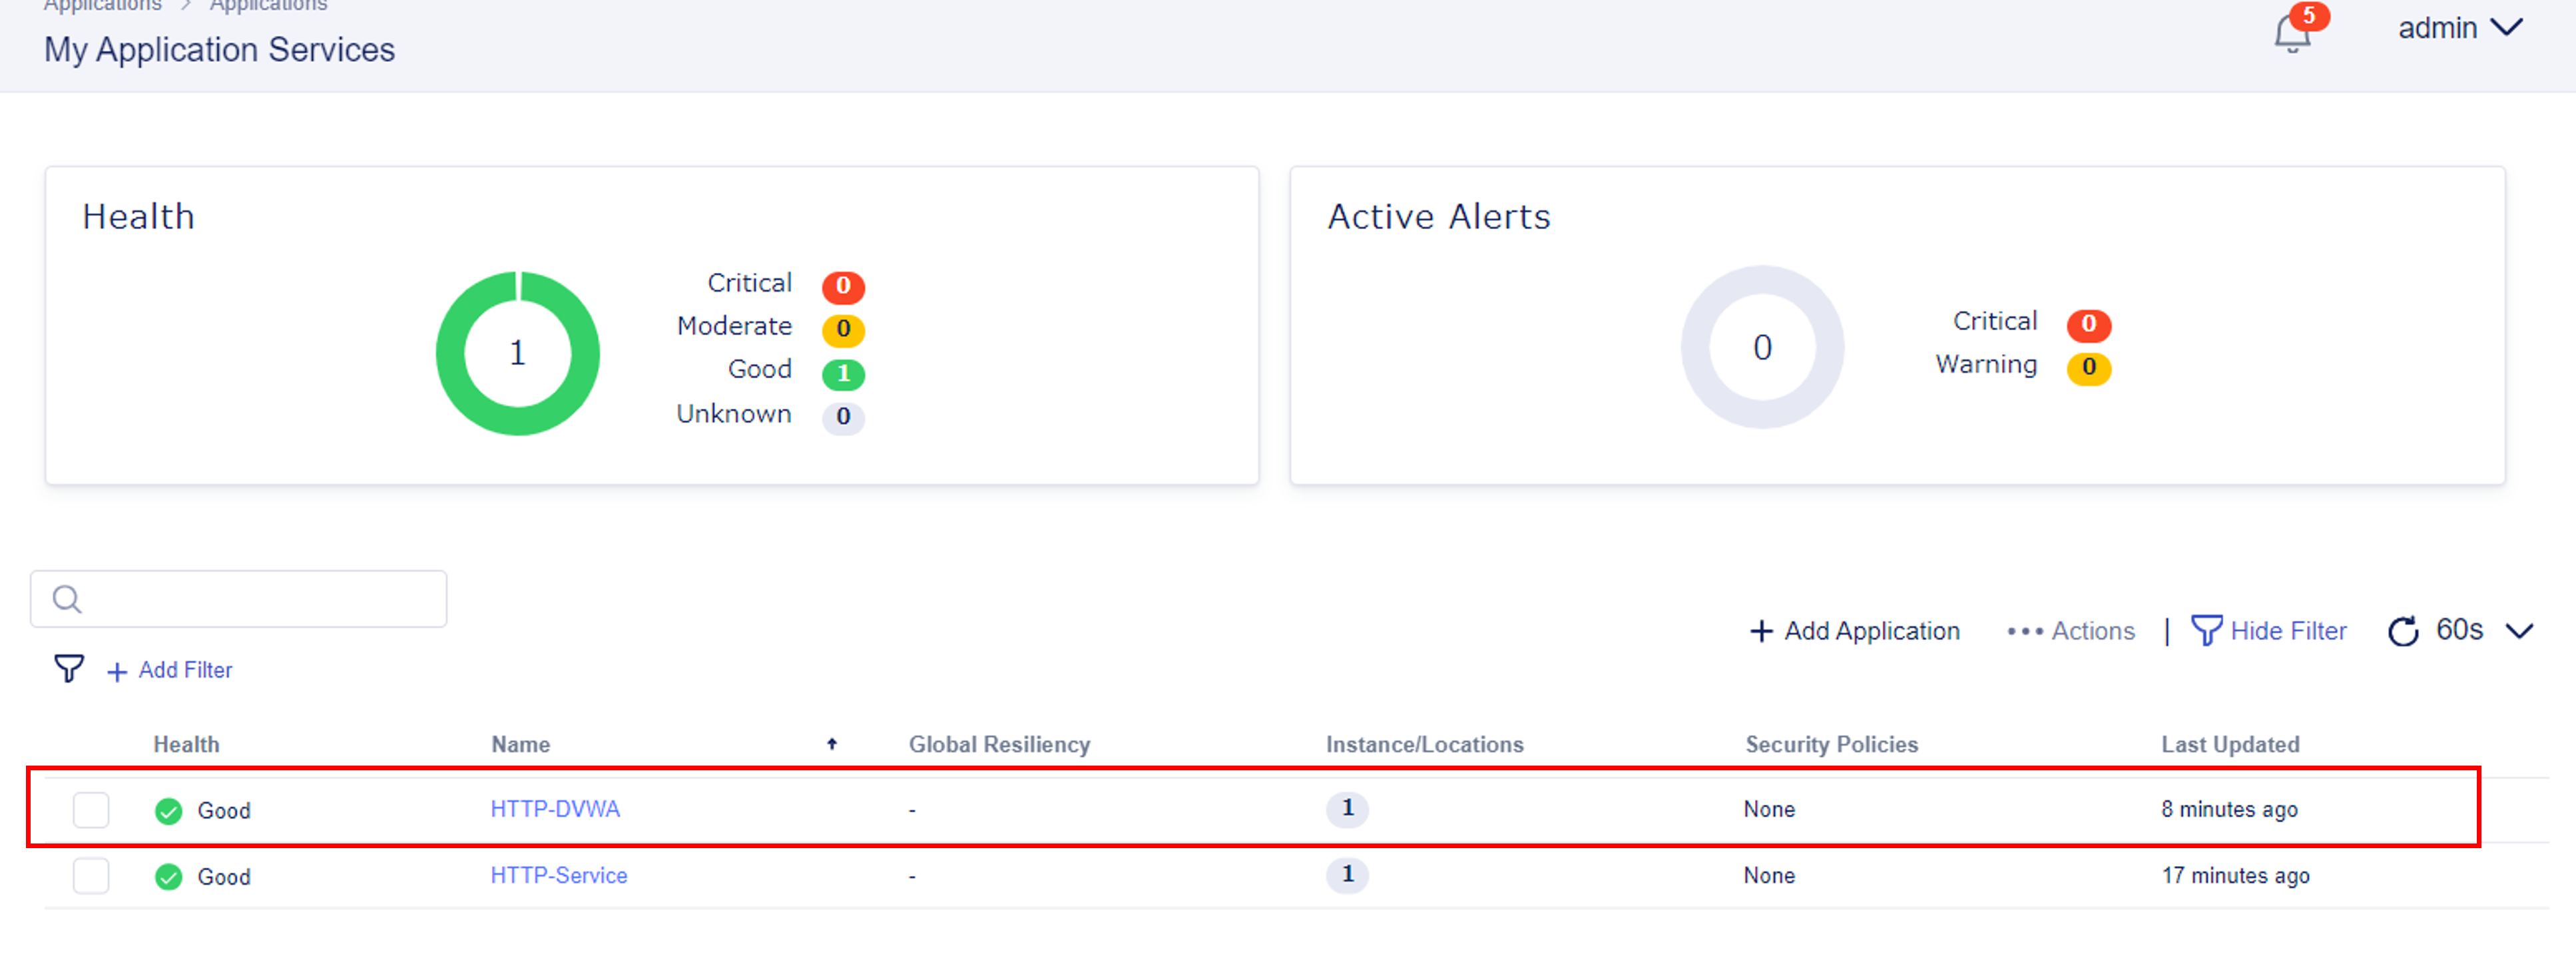 Applications > Applications
My Application Services
5
admin
Health
1
Critical 0
Moderate 0
Good 1
Unknown 0
Active Alerts
0
Critical 0
Warning 0
+ Add Application ••• Actions | Hide Filter 60s
+ Add Filter
Health Name Global Resiliency Instance/Locations Security Policies Last Updated
Good HTTP-DVWA - 1 None 8 minutes ago
Good HTTP-Service - 1 None 17 minutes ago